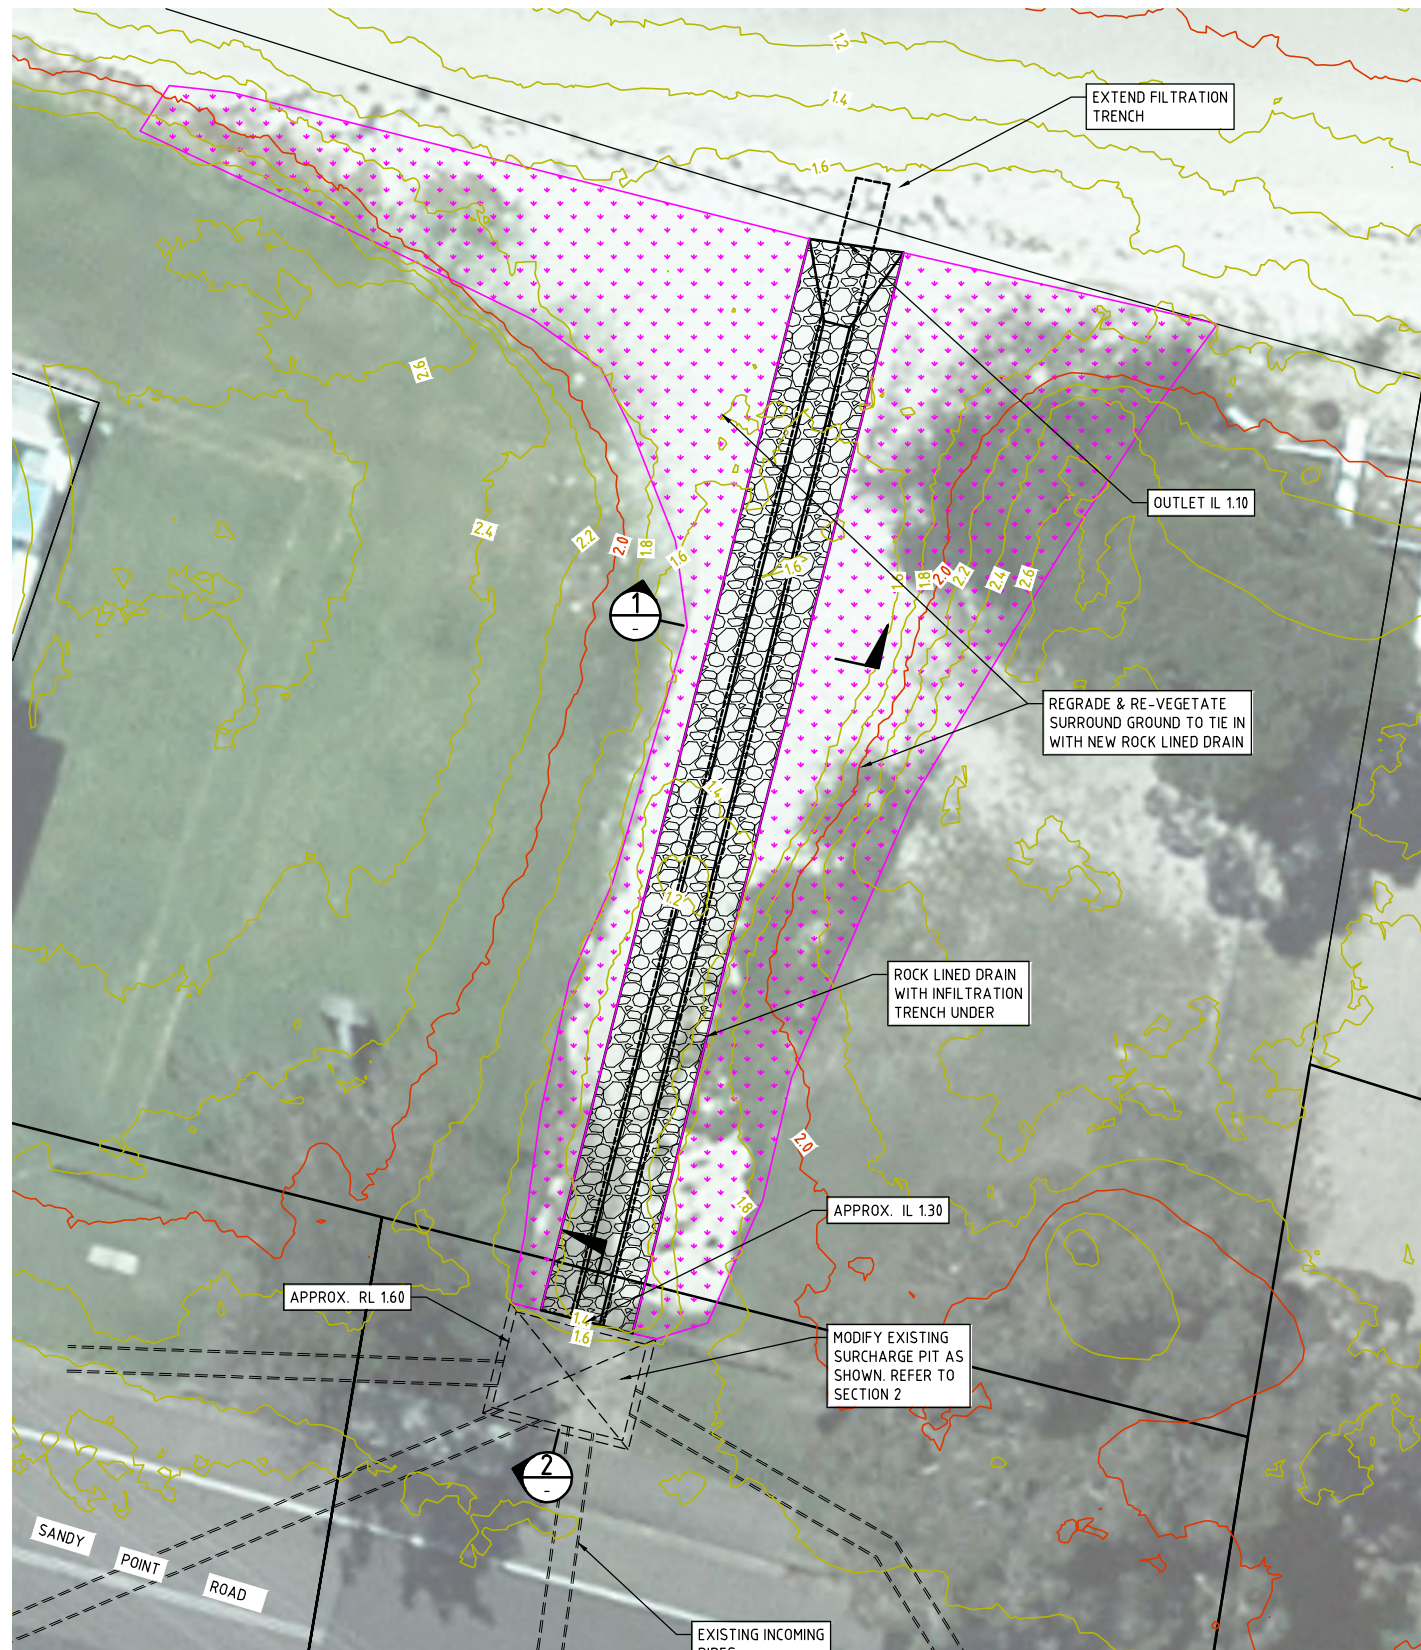 1.2
1.4
EXTEND FILTRATION
TRENCH
1.6
2.6
OUTLET IL 1.10
2.4
2.2
2.0
1.8
1.6
1.6
1.6
1.8
2.0
2.2
2.4
2.6
1
-
REGRADE & RE-VEGETATE
SURROUND GROUND TO TIE IN
WITH NEW ROCK LINED DRAIN
1.4
1.2
ROCK LINED DRAIN
WITH INFILTRATION
TRENCH UNDER
2.0
1.8
APPROX. IL 1.30
APPROX. RL 1.60
1.4
1.6
MODIFY EXISTING
SURCHARGE PIT AS
SHOWN. REFER TO
SECTION 2
2
-
SANDY POINT ROAD
EXISTING INCOMING
PIPES